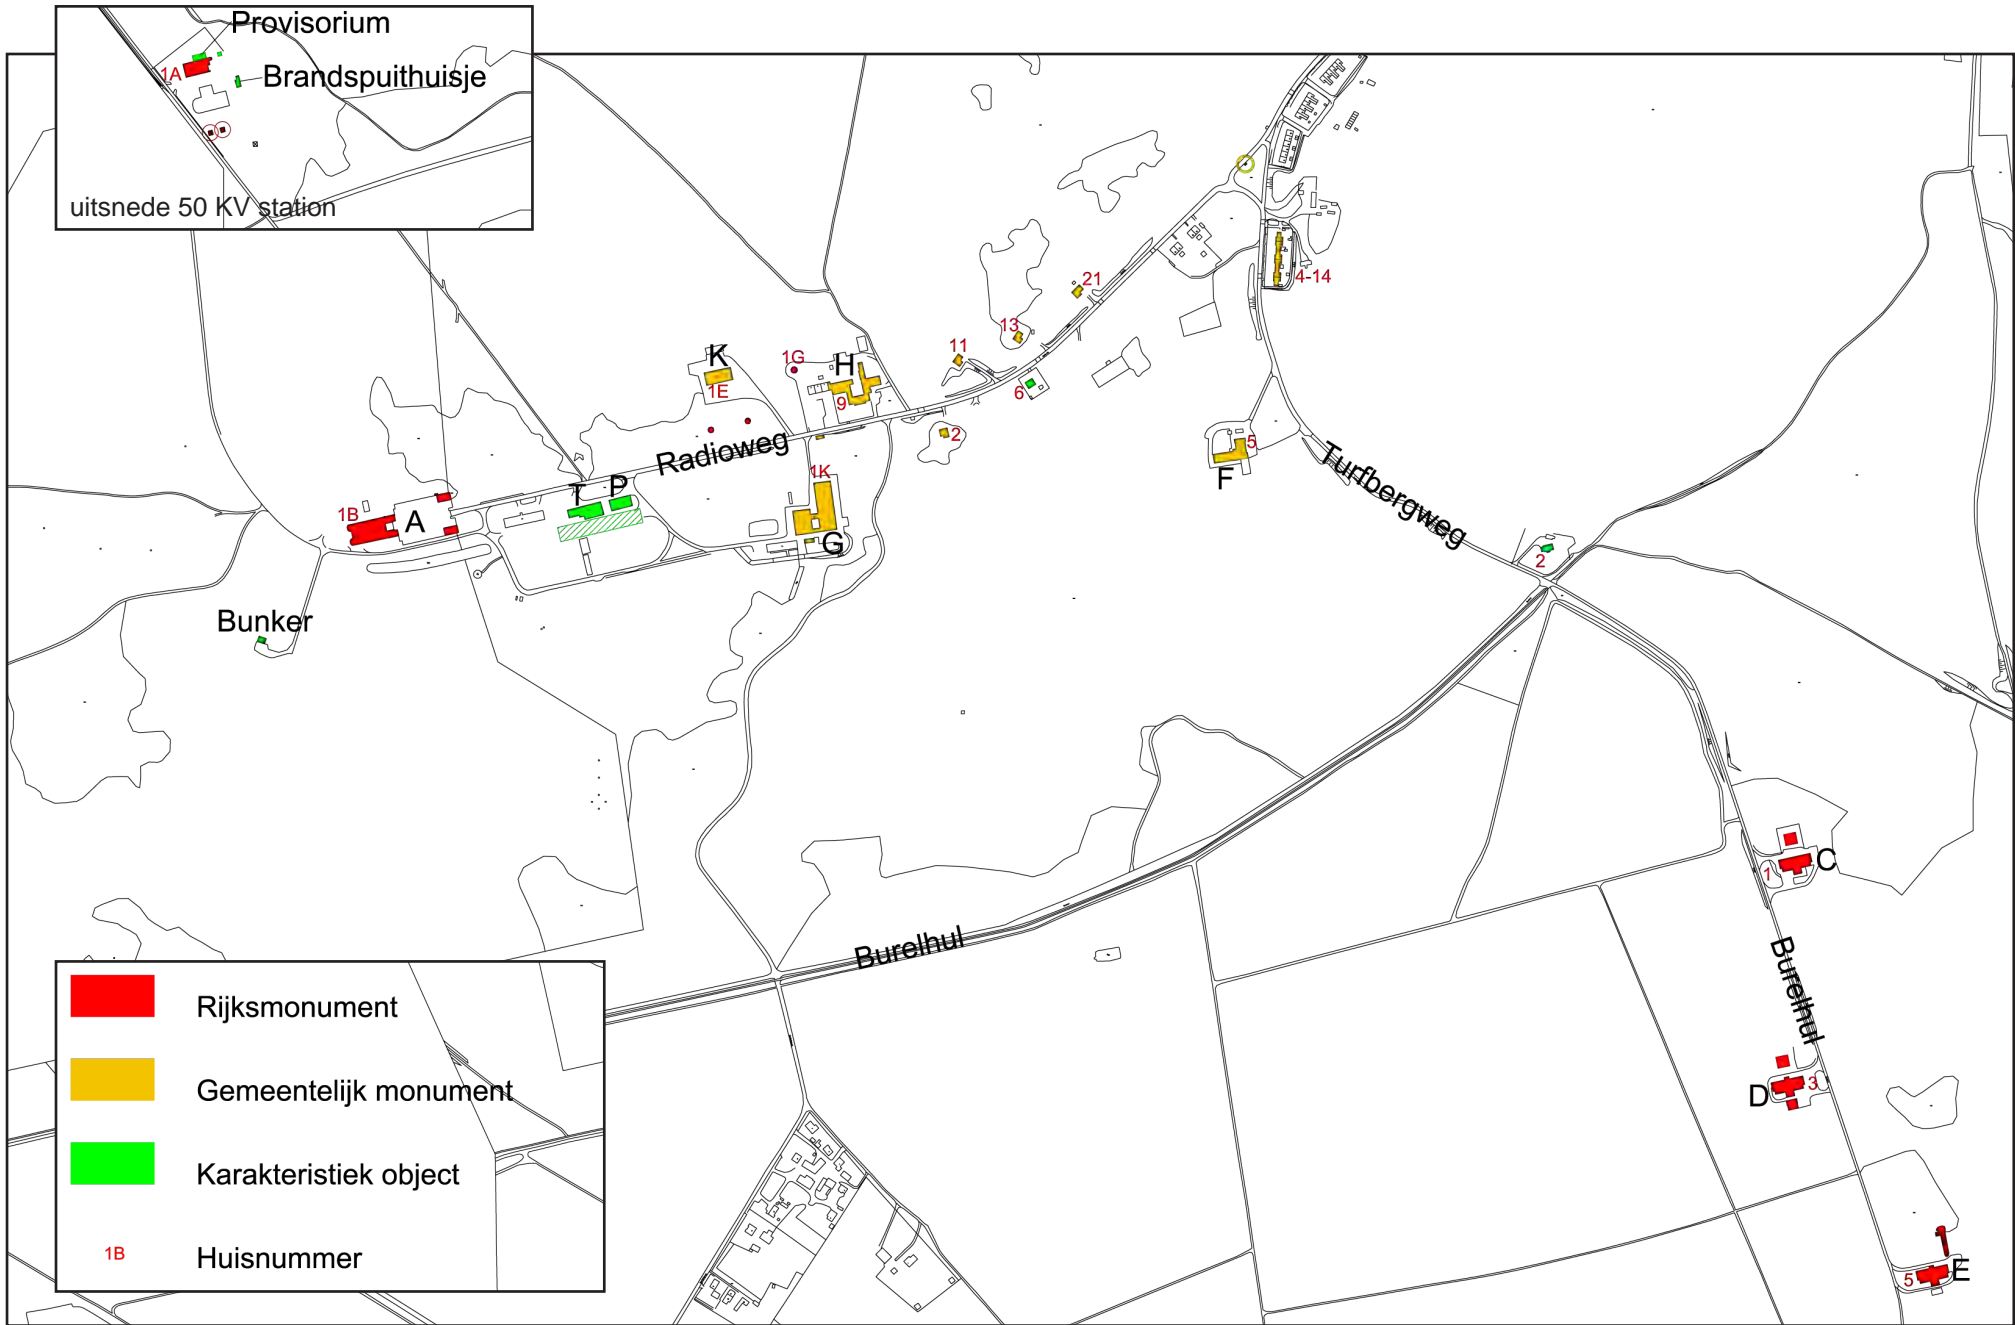 Provisorium
1A
Brandspuithuisje
uitsnede 50 KV station
4-14
21
13
11
1G
K
H
1E
9
6
2
Radioweg
5
F
Turfbergweg
1K
T
P
1B
A
G
2
Bunker
C
1
Burelhul
Burelhul
D
3
E
5
Rijksmonument
Gemeentelijk monument
Karakteristiek object
1B
Huisnummer